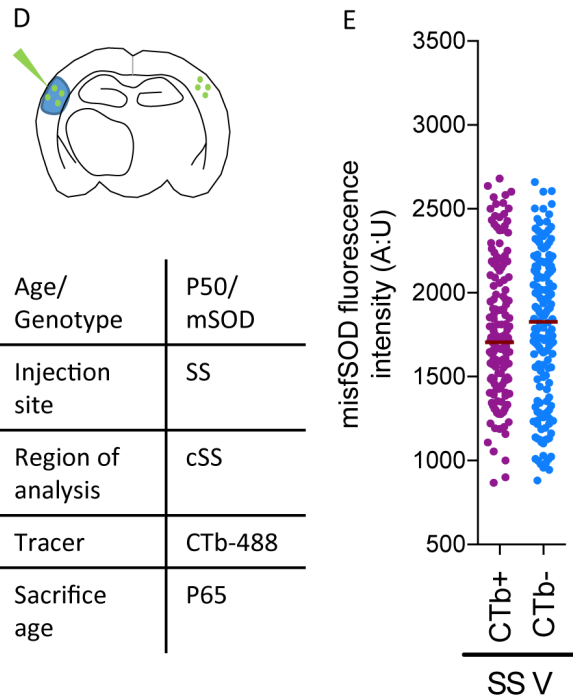 D
Age/
Genotype
P50/
mSOD
Injection
site
SS
Region of
analysis
cSS
Tracer
CTb-488
Sacrifice
age
P65
E
misfSOD fluorescence
intensity (A:U)
3500
3000
2500
2000
1500
1000
500
CTb+
CTb-
SS V